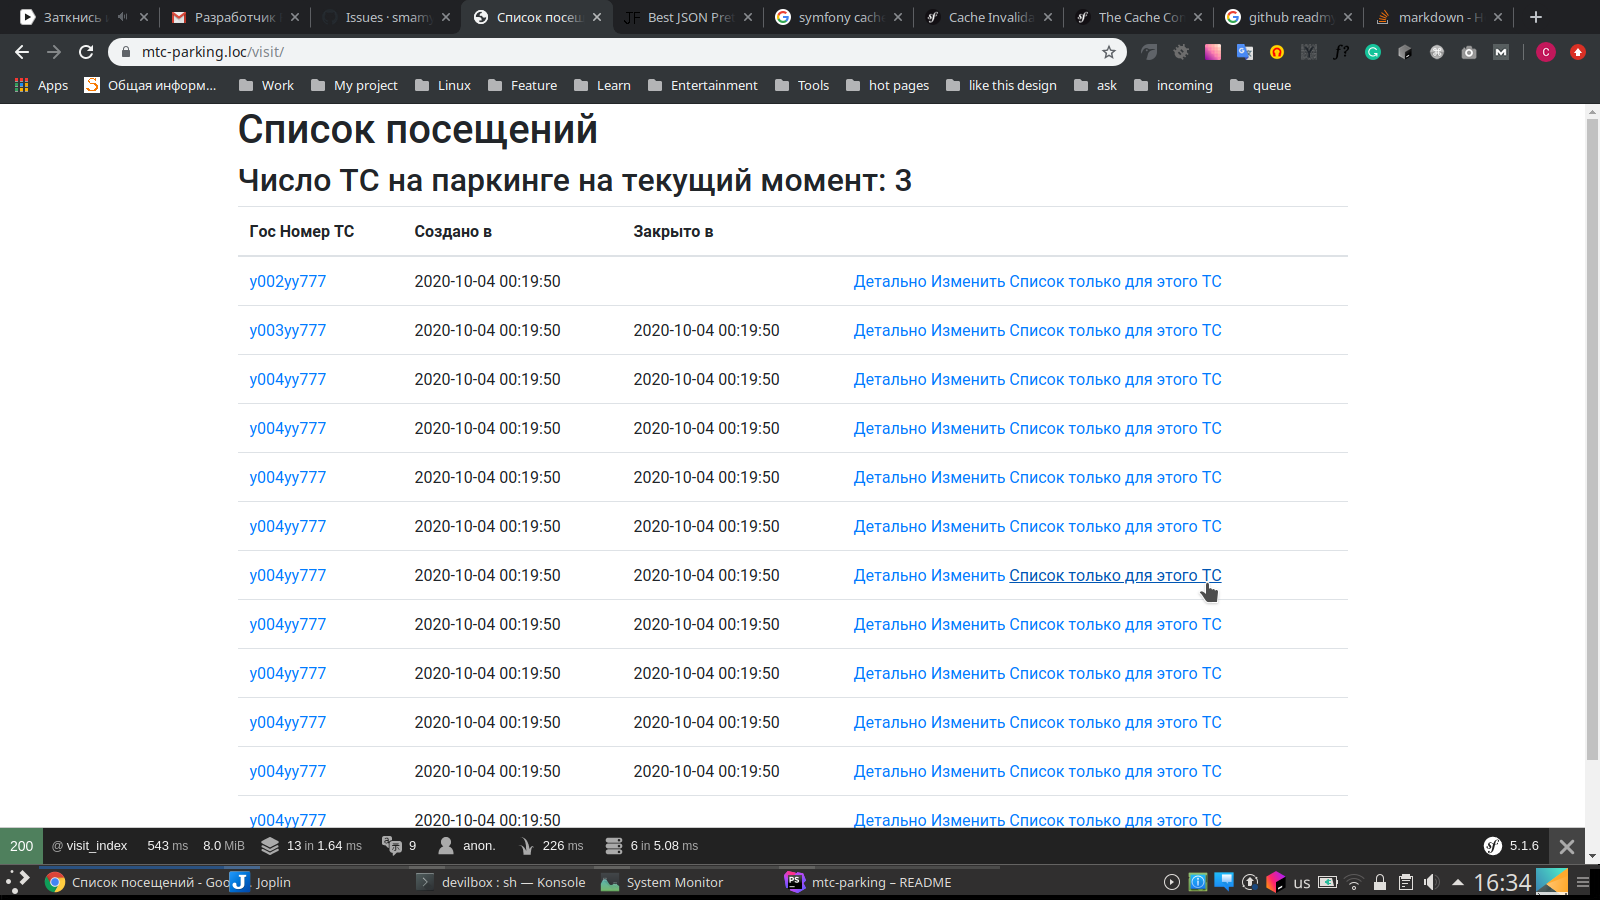 Заткнись
Разработчик
Issues · smam
Список посещ
Best JSON Pre
symfony cach
Cache Invalida
The Cache Co
github readm
markdown - H
mtc-parking.loc/visit/
Apps Общая информ... Work My project Linux Feature Learn Entertainment Tools hot pages like this design ask incoming queue
Список посещений
Число ТС на паркинге на текущий момент: 3
Гос Номер ТС Создано в Закрыто в
y002yy777 2020-10-04 00:19:50 Детально Изменить Список только для этого ТС
y003yy777 2020-10-04 00:19:50 2020-10-04 00:19:50 Детально Изменить Список только для этого ТС
y004yy777 2020-10-04 00:19:50 2020-10-04 00:19:50 Детально Изменить Список только для этого ТС
y004yy777 2020-10-04 00:19:50 2020-10-04 00:19:50 Детально Изменить Список только для этого ТС
y004yy777 2020-10-04 00:19:50 2020-10-04 00:19:50 Детально Изменить Список только для этого ТС
y004yy777 2020-10-04 00:19:50 2020-10-04 00:19:50 Детально Изменить Список только для этого ТС
y004yy777 2020-10-04 00:19:50 2020-10-04 00:19:50 Детально Изменить Список только для этого ТС
y004yy777 2020-10-04 00:19:50 2020-10-04 00:19:50 Детально Изменить Список только для этого ТС
y004yy777 2020-10-04 00:19:50 2020-10-04 00:19:50 Детально Изменить Список только для этого ТС
y004yy777 2020-10-04 00:19:50 2020-10-04 00:19:50 Детально Изменить Список только для этого ТС
y004yy777 2020-10-04 00:19:50 2020-10-04 00:19:50 Детально Изменить Список только для этого ТС
y004yy777 2020-10-04 00:19:50 Детально Изменить Список только для этого ТС
200 @ visit_index 543 ms 8.0 MiB 13 in 1.64 ms 9 anon. 226 ms 6 in 5.08 ms 5.1.6
Список посещений - Goo Joplin devilbox : sh — Konsole System Monitor mtc-parking – README us 16:34